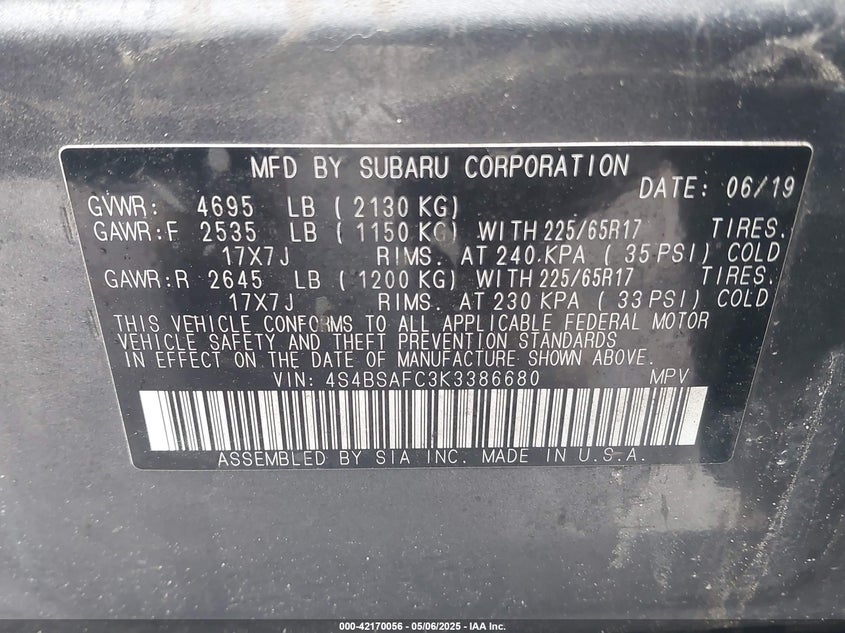 MFD BY SUBARU CORPORATION
DATE: 06/19
GVWR: 4695 LB ( 2130 KG)
GAWR:F 2535 LB ( 1150 KG) WITH 225/65R17 TIRES.
17X7J RIMS. AT 240 KPA ( 35 PSI) COLD
GAWR:R 2645 LB ( 1200 KG) WITH 225/65R17 TIRES.
17X7J RIMS. AT 230 KPA ( 33 PSI) COLD
THIS VEHICLE CONFORMS TO ALL APPLICABLE FEDERAL MOTOR
VEHICLE SAFETY AND THEFT PREVENTION STANDARDS
IN EFFECT ON THE DATE OF MANUFACTURE SHOWN ABOVE.
VIN: 4S4BSAFC3K3386680 MPV
ASSEMBLED BY SIA INC. MADE IN U.S.A.
000-42170056 - 05/06/2025 - IAA Inc.